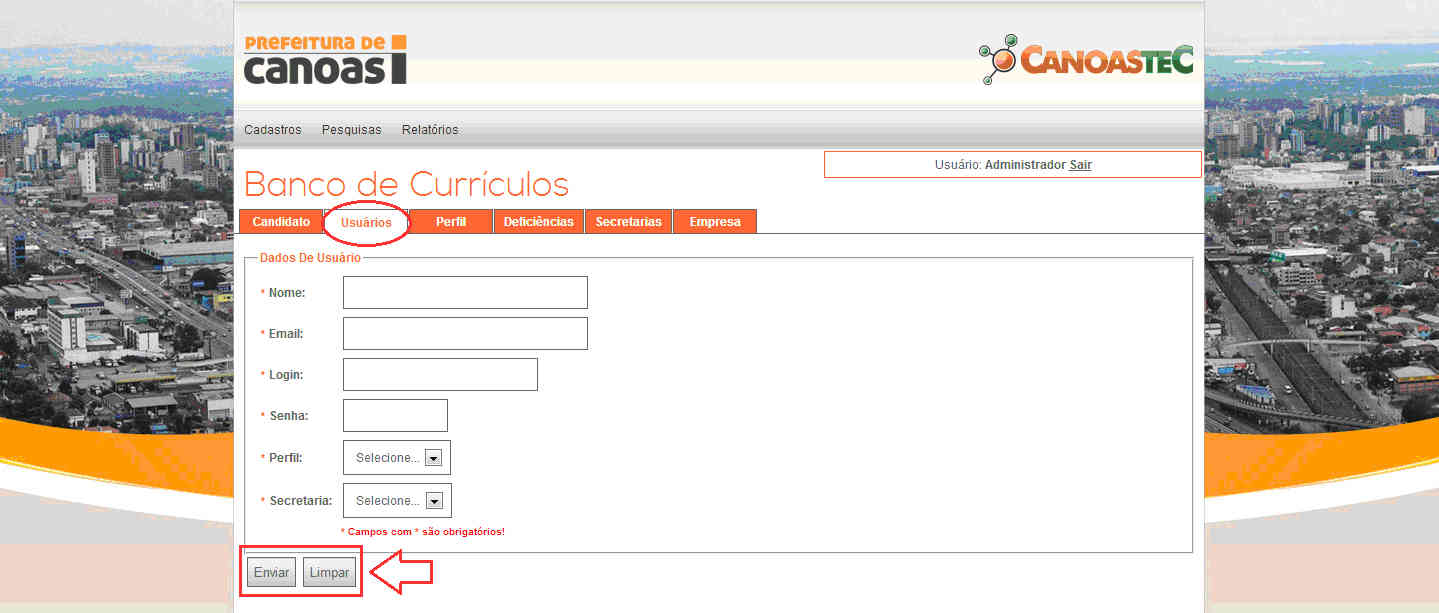 PREFEITURA DE
canoas
CANOASTEC
Cadastros Pesquisas Relatórios
Usuário: Administrador Sair
Banco de Currículos
Candidato Usuários Perfil Deficiências Secretarias Empresa
Dados De Usuário
* Nome:
* Email:
* Login:
* Senha:
* Perfil: Selecione...
* Secretaria: Selecione...
* Campos com * são obrigatórios!
Enviar Limpar